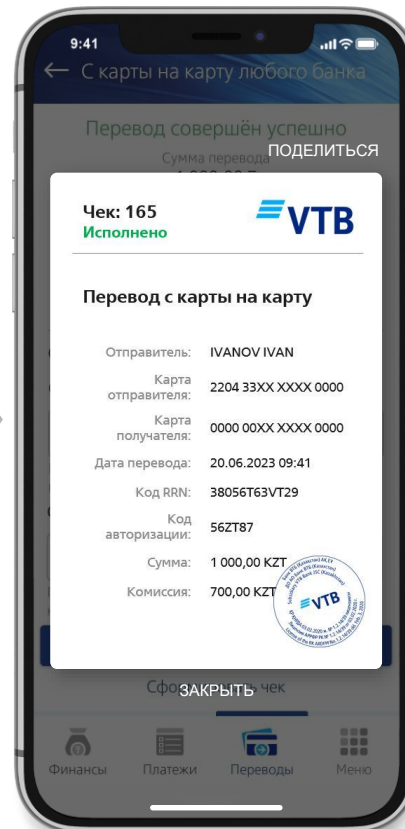 9:41
С карты на карту любого банка
Перевод совершён успешно
Сумма перевода
ПОДЕЛИТЬСЯ
Чек: 165
Исполнено
VTB
Перевод с карты на карту
Отправитель: IVANOV IVAN
Карта
отправителя: 2204 33XX XXXX 0000
Карта
получателя: 0000 00XX XXXX 0000
Дата перевода: 20.06.2023 09:41
Код RRN: 38056T63VT29
Код
авторизации: 56ZT87
Сумма: 1 000,00 KZT
Комиссия: 700,00 KZT
VTB
чек
ЗАКРЫТЬ
Финансы Платежи Переводы Меню